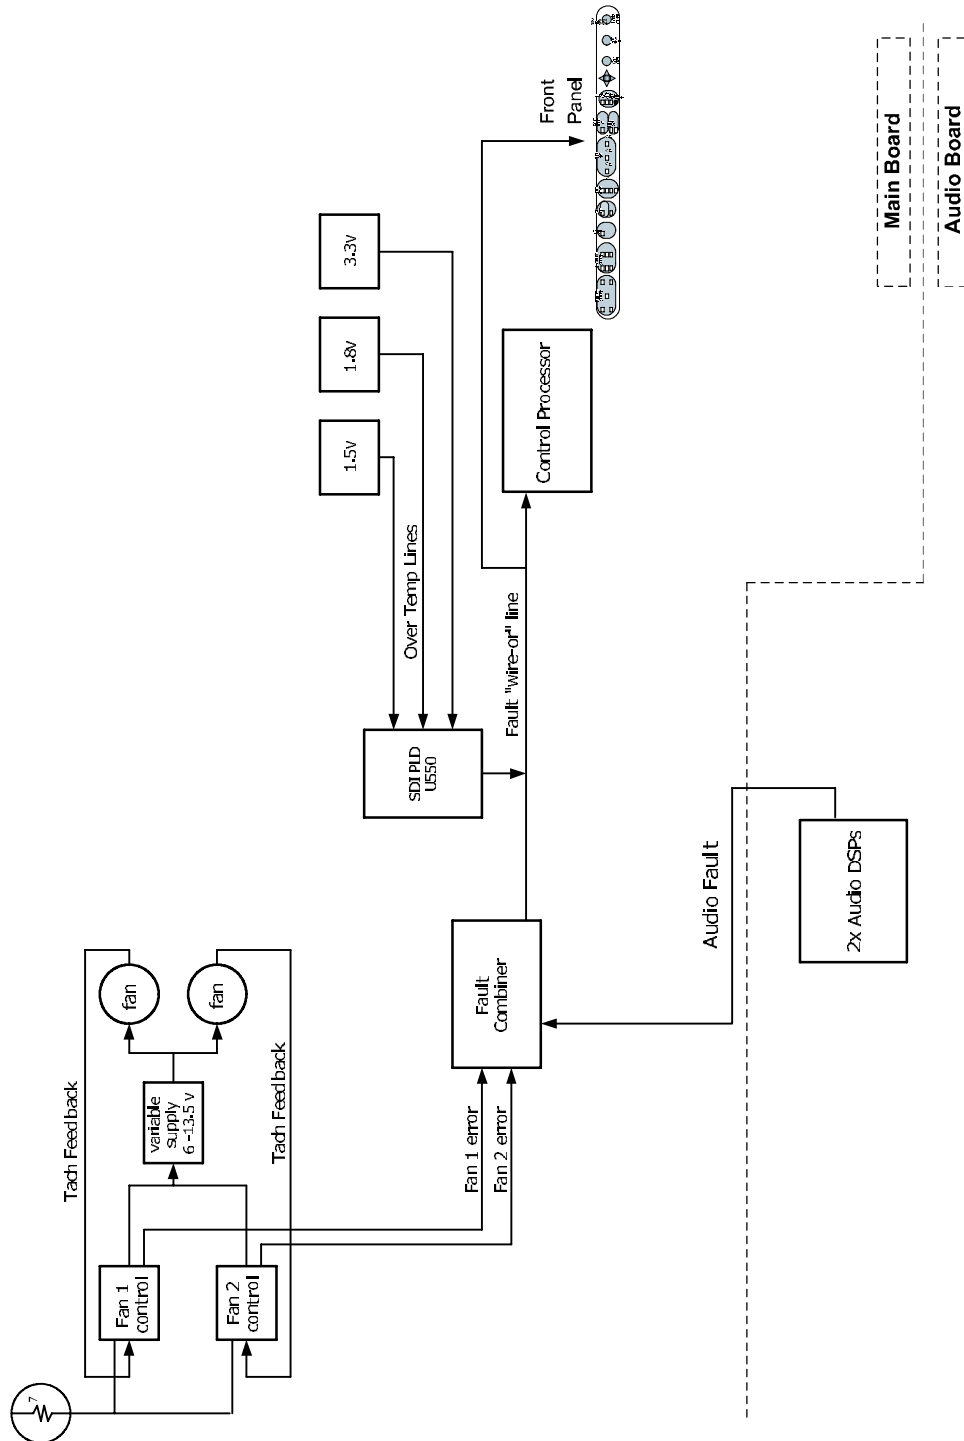 Tach Feedback
fan
fan
variable
supply
6 -13.5 v
Tach Feedback
Fan 1
control
Fan 2
control
7
Fan 1 error
Fan 2 error
Fault
Combiner
SDI PLD
U550
Over Temp Lines
1.5V
1.8V
3.3V
Fault "wire-or" line
Control Processor
Front
Panel
Audio Fault
2x Audio DSPs
Main Board
Audio Board